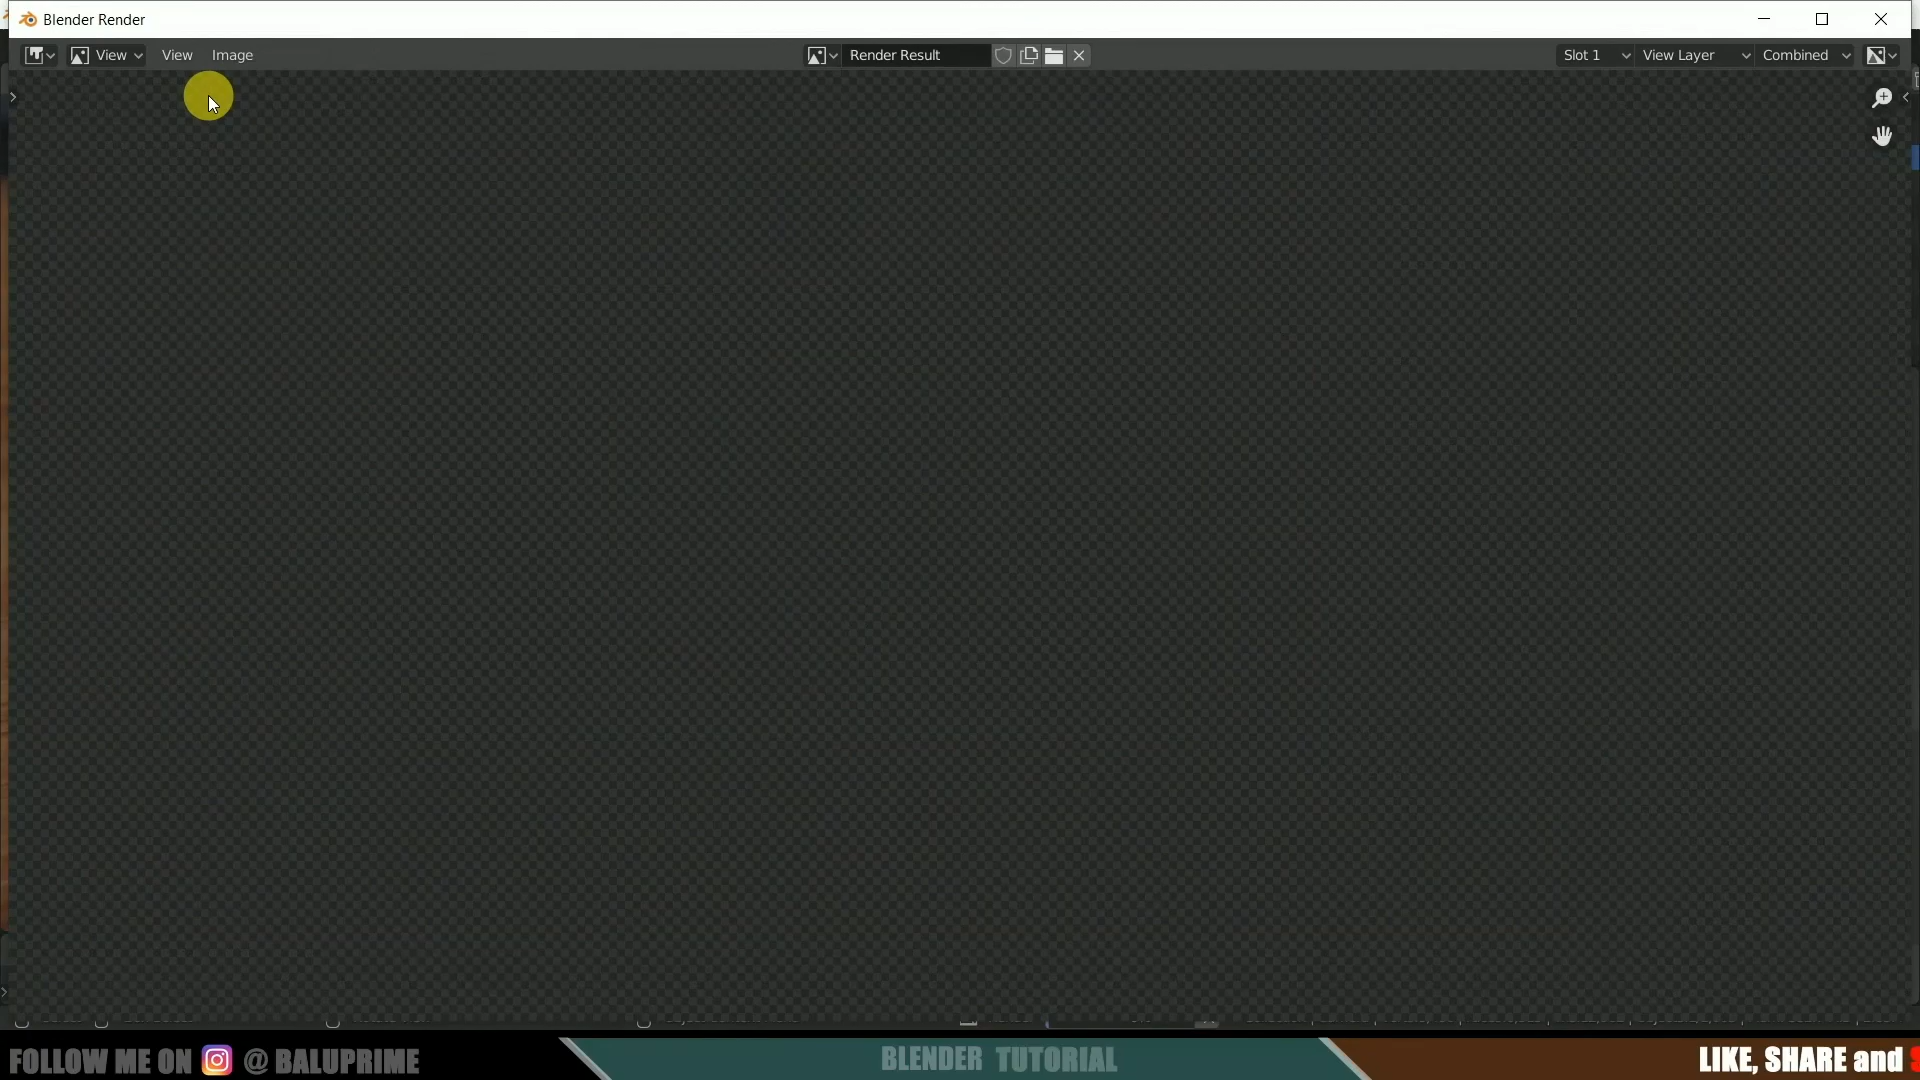 Blender Render
View View Image Render Result Slot 1 View Layer Combined
FOLLOW ME ON @ BALUPRIME BLENDER TUTORIAL LIKE, SHARE and